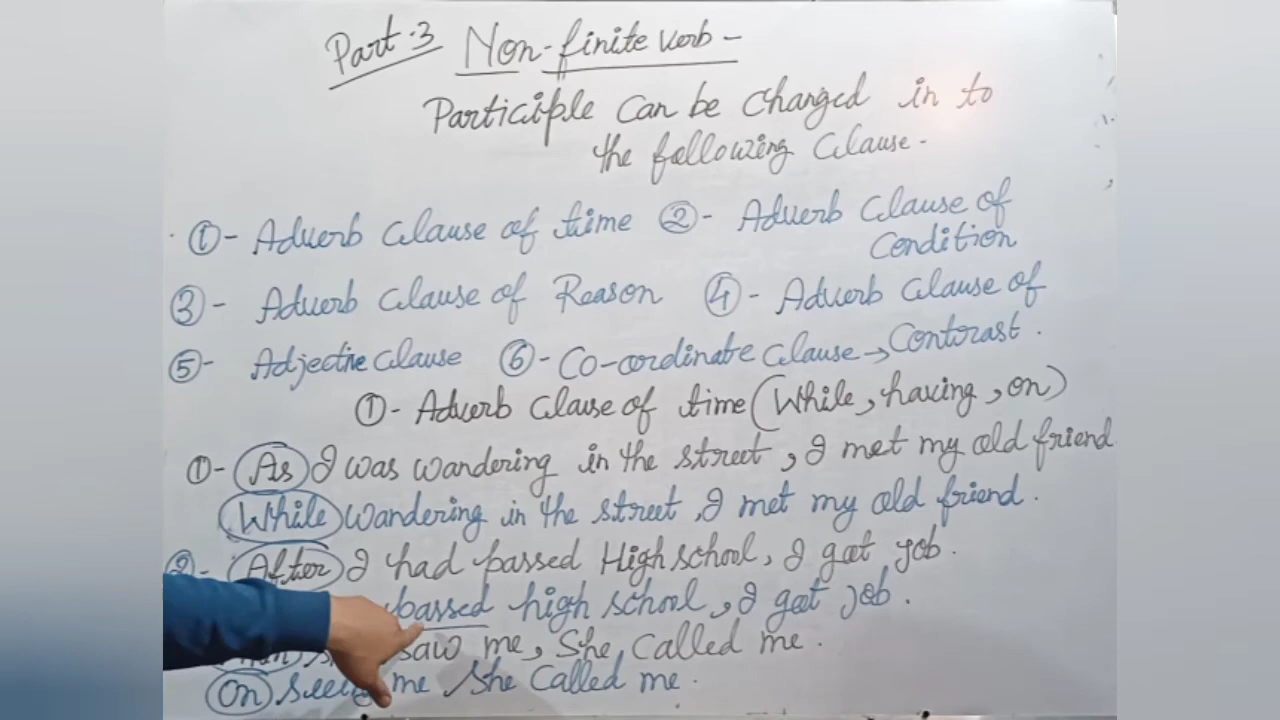 Part.3 Non-finite verb -
Participle can be changed in to
the following clause -
①- Adverb clause of time ②- Adverb clause of
Condition
③- Adverb clause of Reason ④- Adverb clause of
⑤- Adjective clause ⑥- Co-ordinate clause → Contrast.
①- Adverb clause of time (While, having, on)
①- As I was wandering in the street, I met my old friend
While wandering in the street, I met my old friend.
②- After I had passed High school, I got job.
passed high school, I got job.
saw me, She called me.
On seeing me She called me.